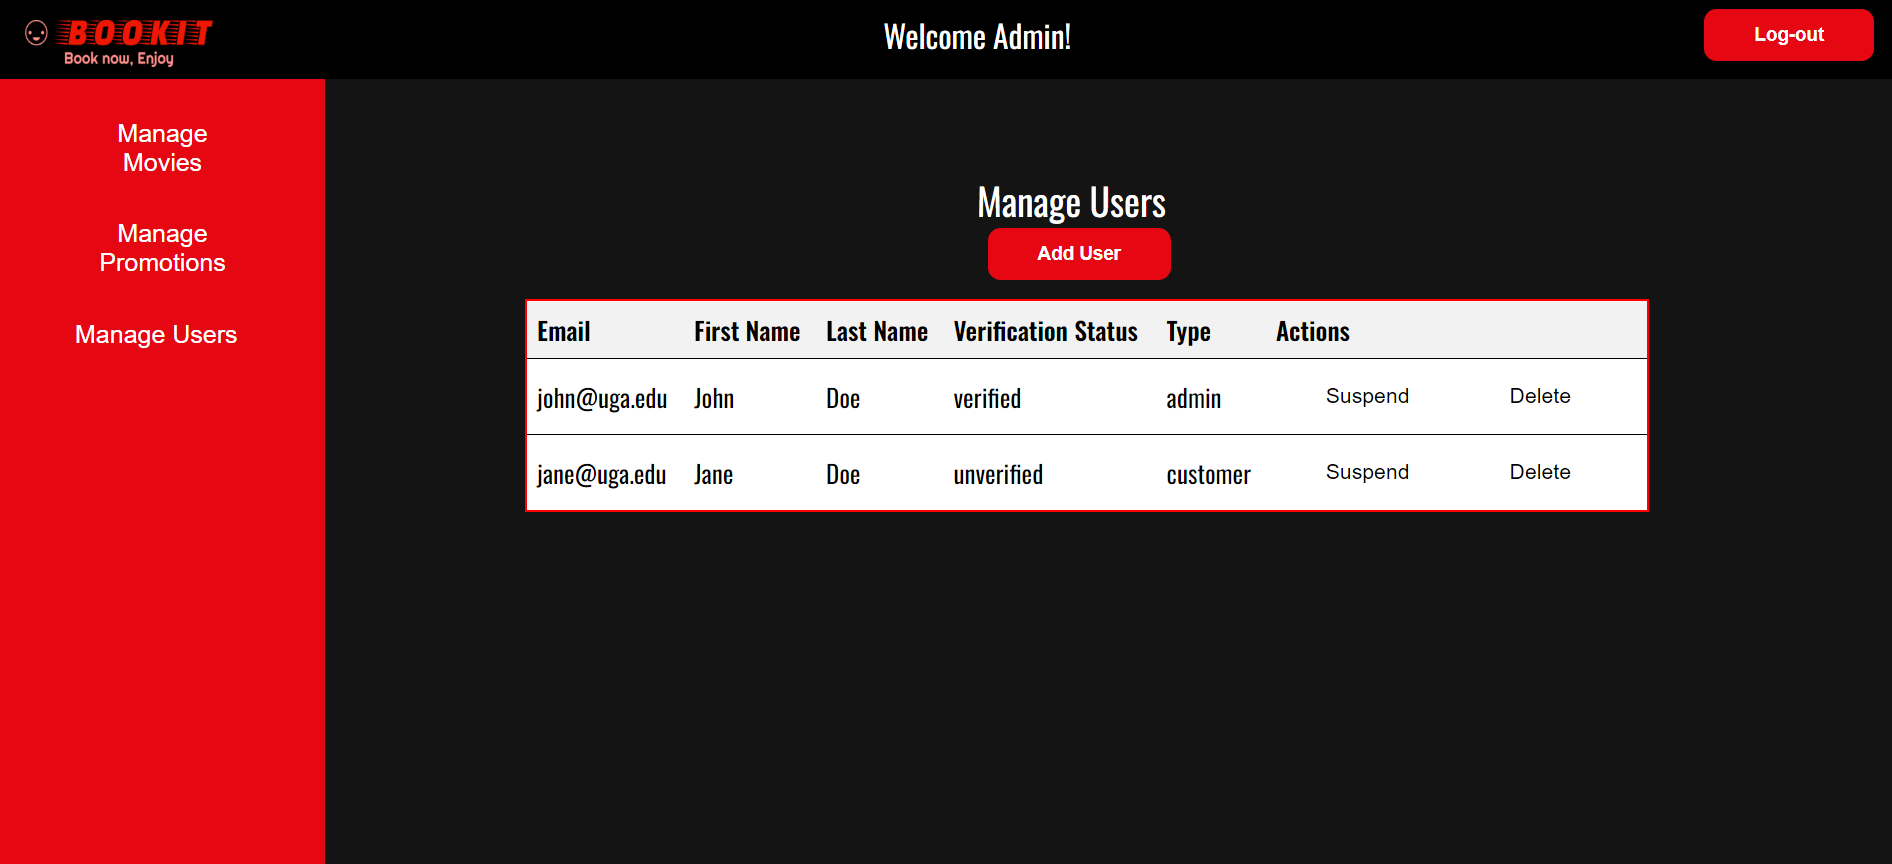 BOOKIT
Book now, Enjoy
Welcome Admin!
Log-out
Manage
Movies
Manage
Promotions
Manage Users
Manage Users
Add User
Email First Name Last Name Verification Status Type Actions
john@uga.edu John Doe verified admin Suspend Delete
jane@uga.edu Jane Doe unverified customer Suspend Delete